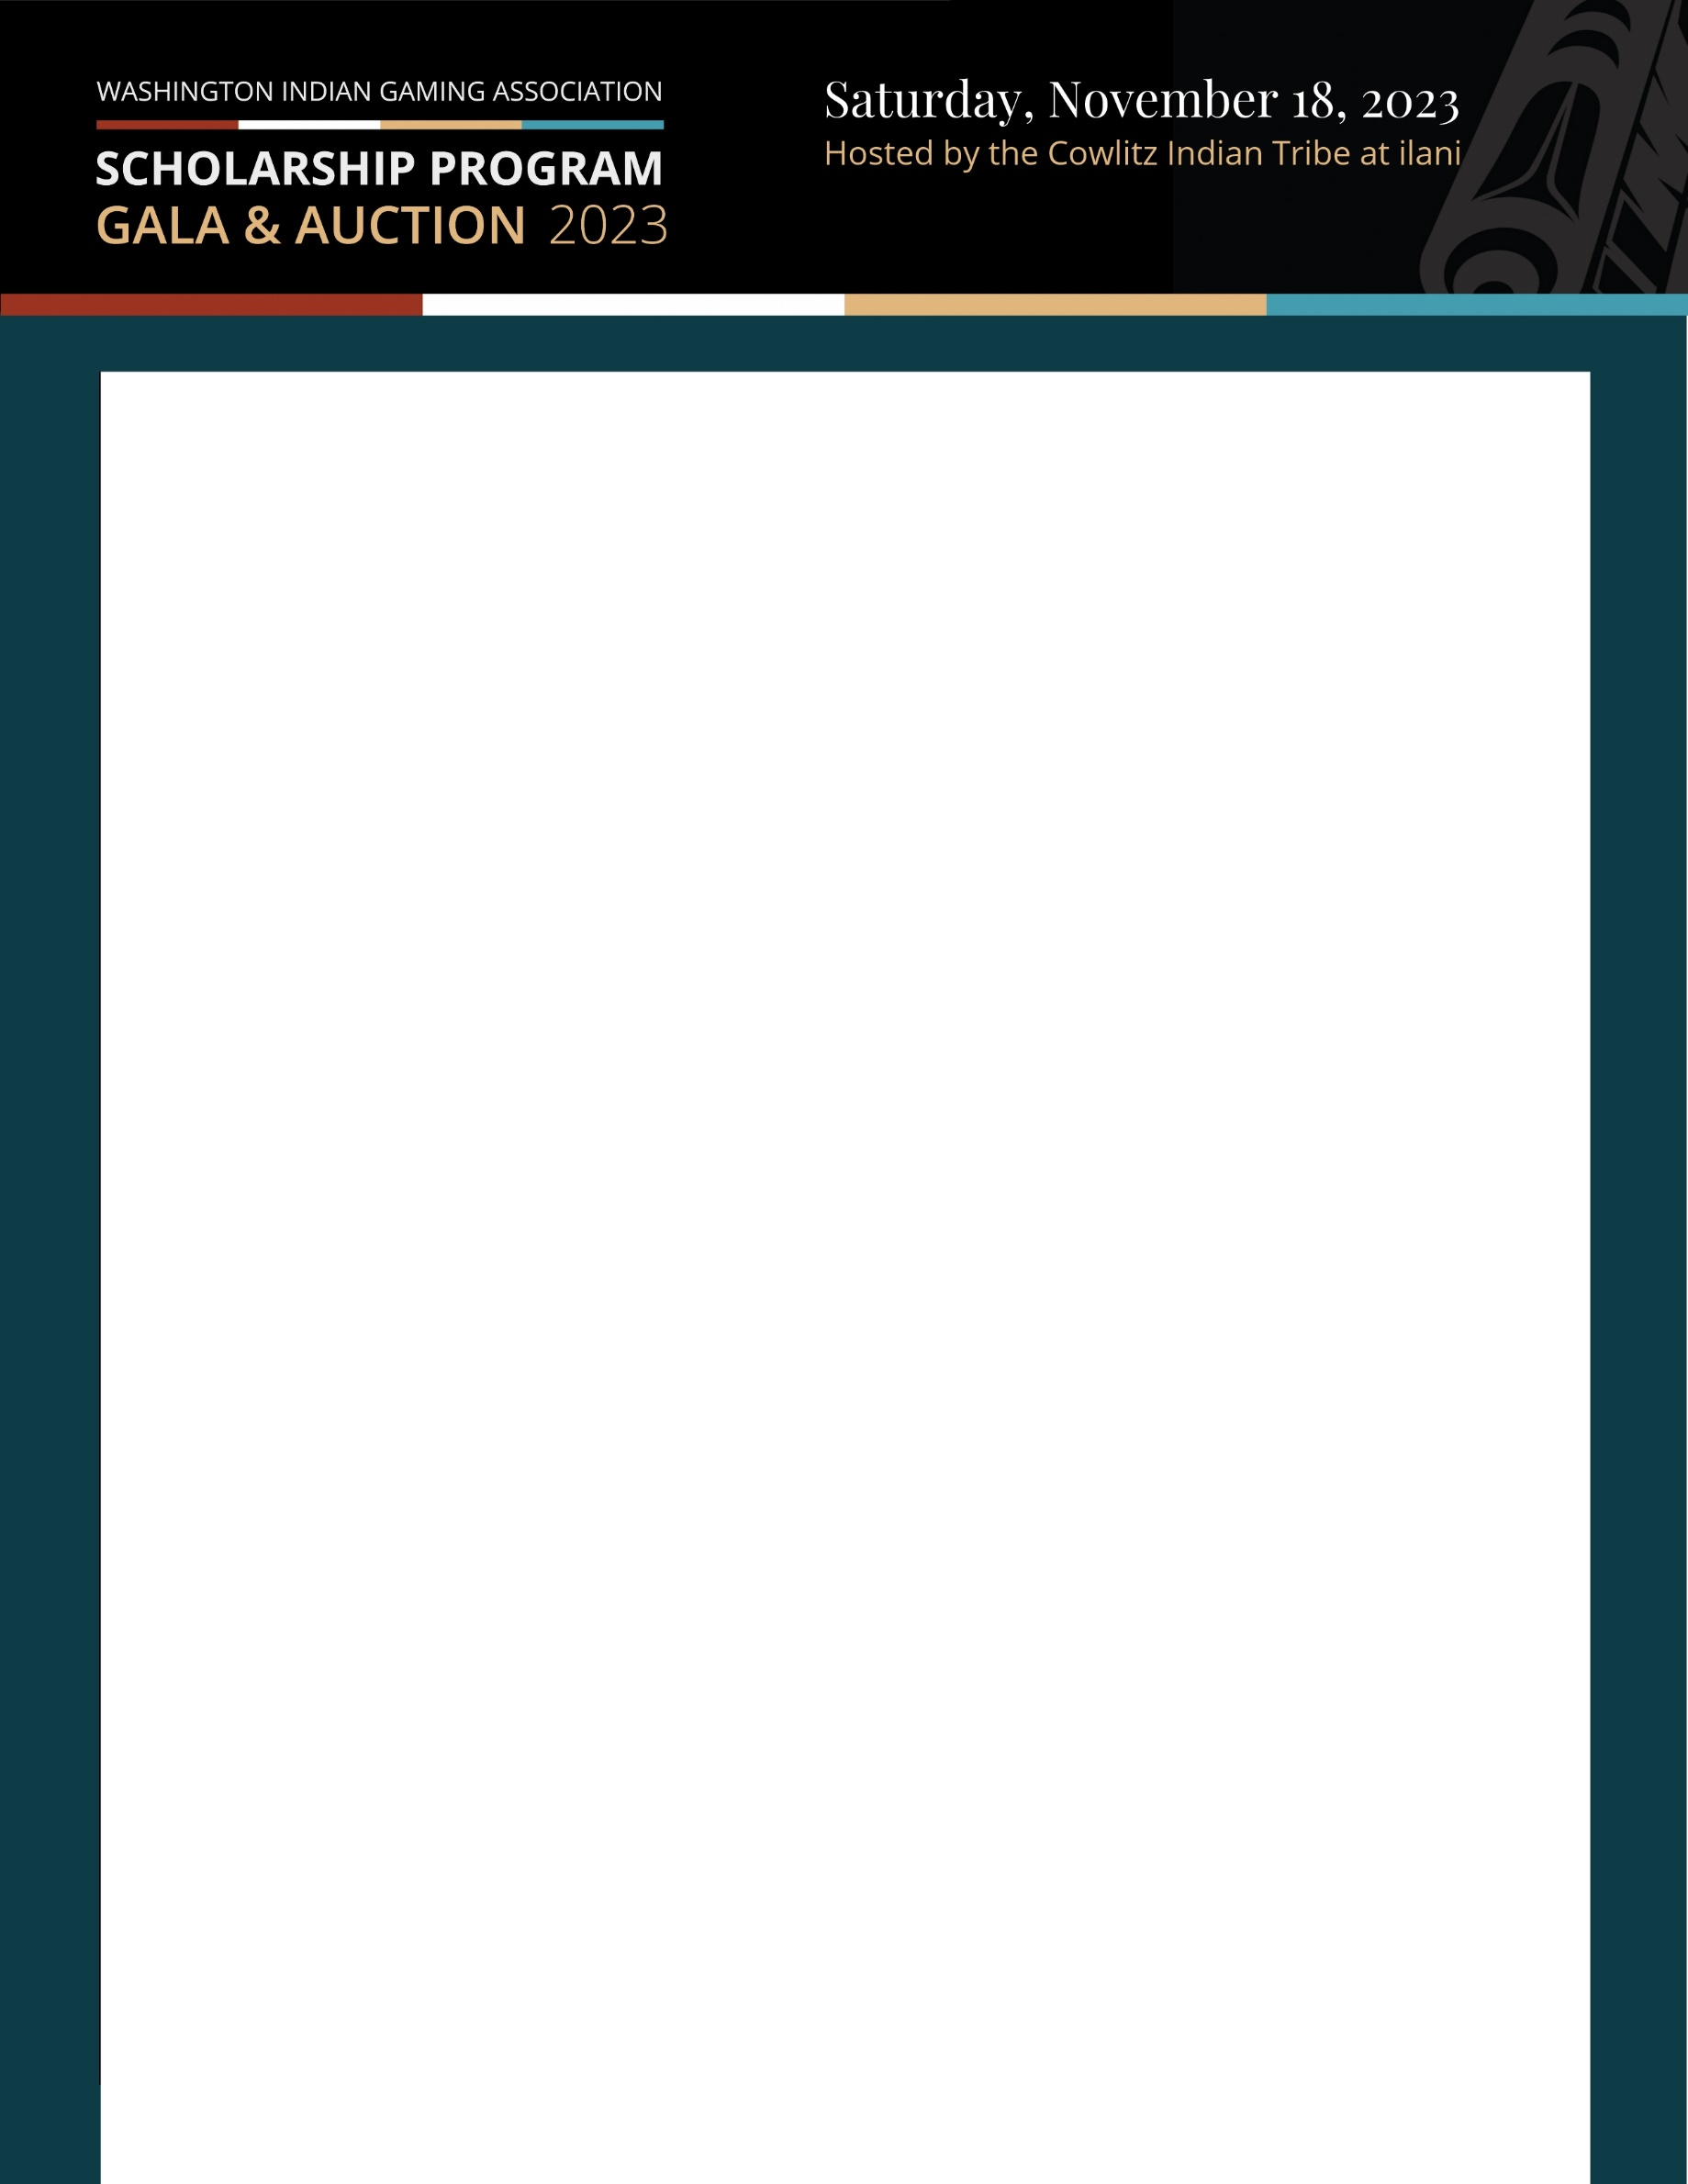 WASHINGTON INDIAN GAMING ASSOCIATION
SCHOLARSHIP PROGRAM
GALA & AUCTION 2023
Saturday, November 18, 2023
Hosted by the Cowlitz Indian Tribe at ilani